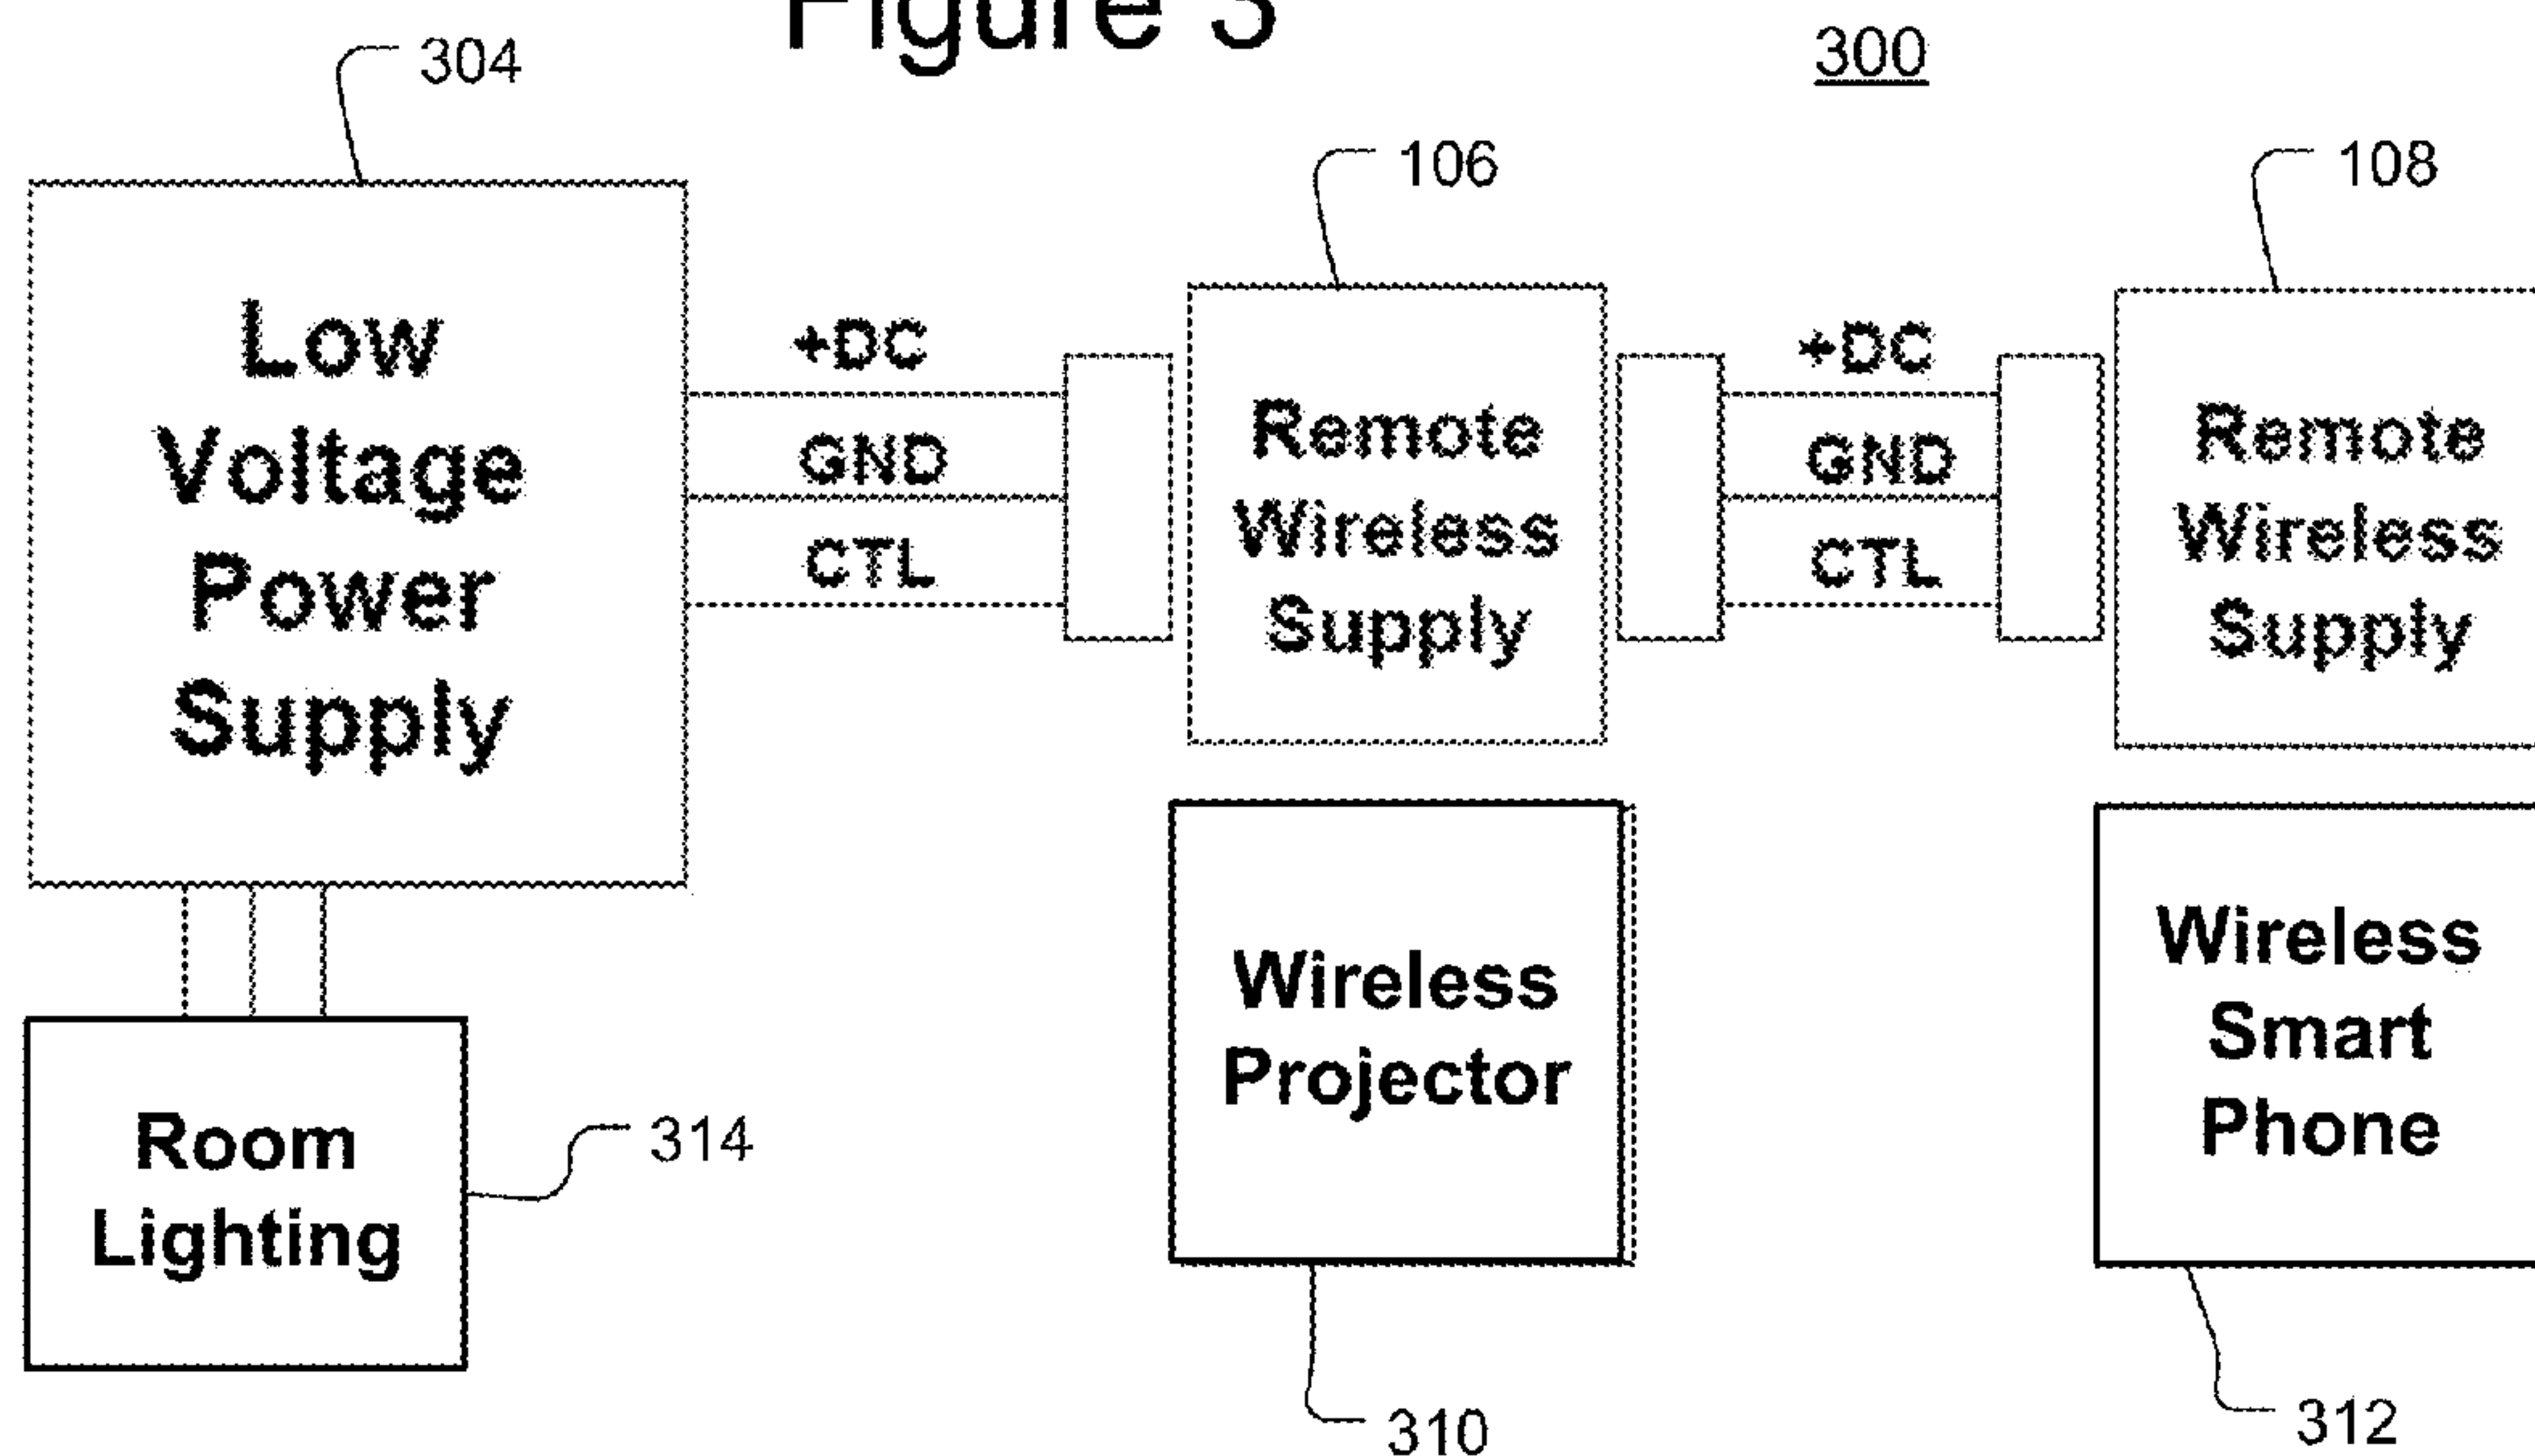 Figure 3
300
304
106
108
Low
Voltage
Power
Supply
+DC
GND
CTL
Remote
Wireless
Supply
+DC
GND
CTL
Remote
Wireless
Supply
Room
Lighting
314
Wireless
Projector
310
Wireless
Smart
Phone
312